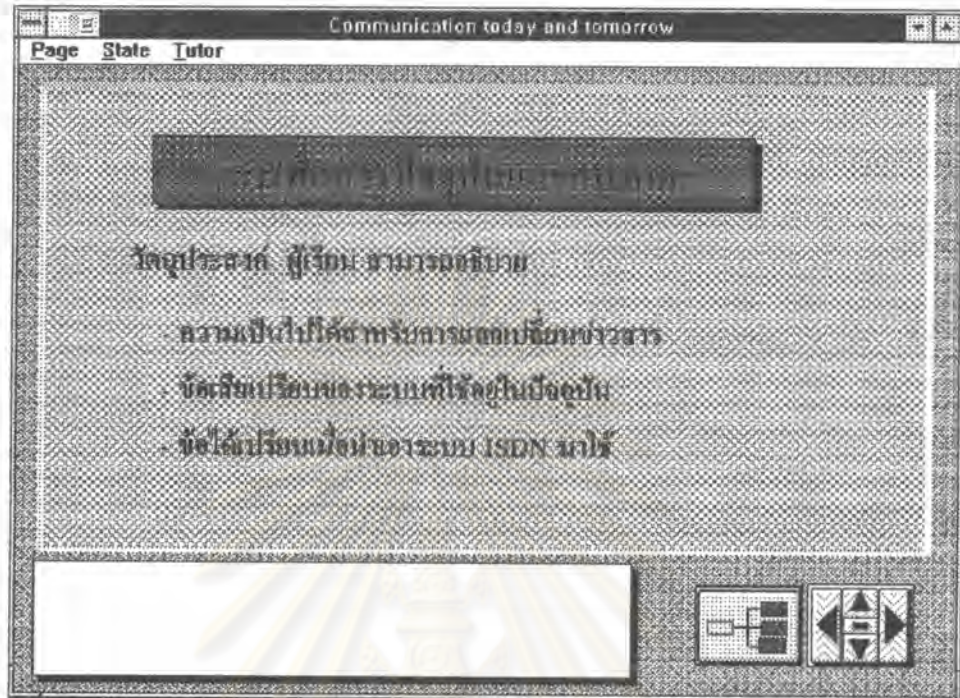 Communication today and tomorrow
Page State Tutor
วัตถุประสงค์ ผู้เรียน สามารถอธิบาย
- ความเป็นไปได้สำหรับการแลกเปลี่ยนข่าวสาร
- ข้อเสียเปรียบของระบบที่ใช้อยู่ในปัจจุบัน
- ข้อได้เปรียบเมื่อนำเอาระบบ ISDN มาใช้